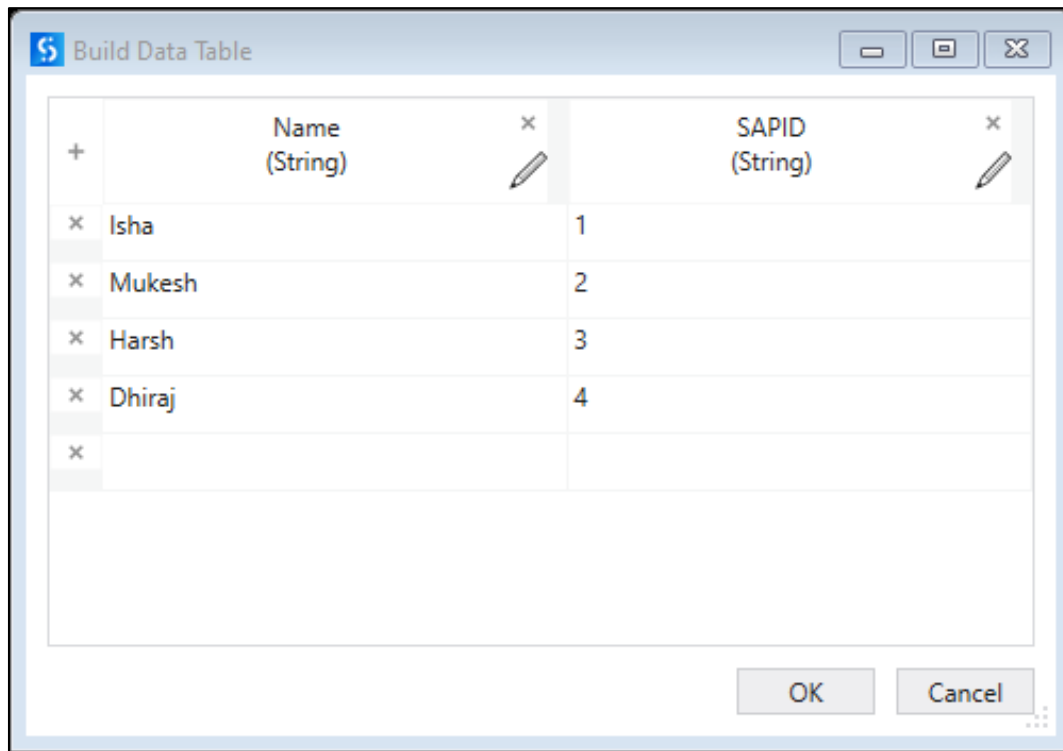 Build Data Table
Name
(String)
SAPID
(String)
Isha 1
Mukesh 2
Harsh 3
Dhiraj 4
OK Cancel